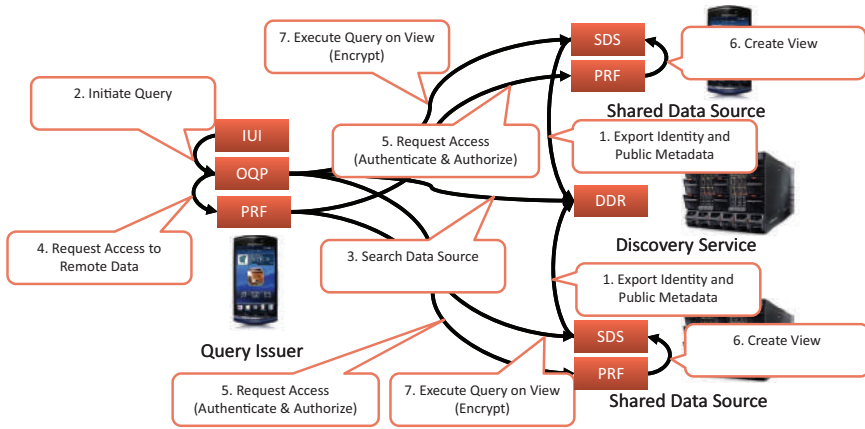 7. Execute Query on View
(Encrypt)
SDS
6. Create View
PRF
Shared Data Source
2. Initiate Query
5. Request Access
(Authenticate & Authorize)
1. Export Identity and
Public Metadata
IUI
OQP
PRF
DDR
4. Request Access to
Remote Data
3. Search Data Source
Discovery Service
1. Export Identity and
Public Metadata
Query Issuer
SDS
6. Create View
PRF
5. Request Access
(Authenticate & Authorize)
7. Execute Query on View
(Encrypt)
Shared Data Source